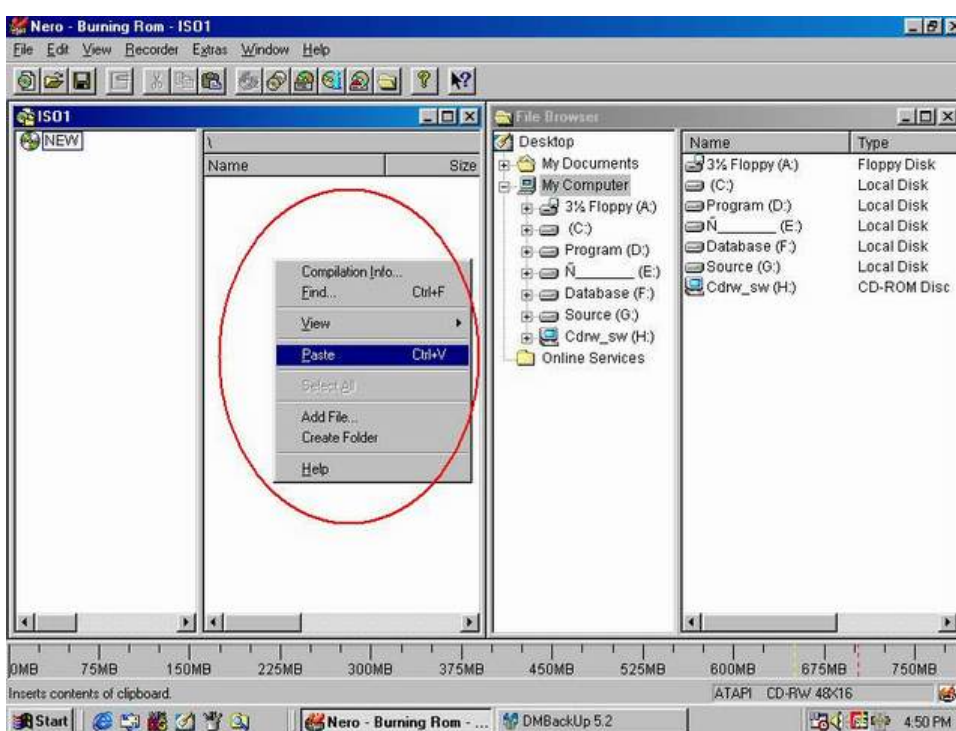 Nero - Burning Rom - ISO1
File Edit View Recorder Extras Window Help
ISO1
NEW
\
Name Size
Compilation Info...
Find... Ctrl+F
View
Paste Ctrl+V
Select All
Add File...
Create Folder
Help
File Browser
Desktop
My Documents
My Computer
3½ Floppy (A:)
(C:)
Program (D:)
Ñ_______ (E:)
Database (F:)
Source (G:)
Cdrw_sw (H:)
Online Services
Name Type
3½ Floppy (A:) Floppy Disk
(C:) Local Disk
Program (D:) Local Disk
Ñ_______ (E:) Local Disk
Database (F:) Local Disk
Source (G:) Local Disk
Cdrw_sw (H:) CD-ROM Disc
0MB 75MB 150MB 225MB 300MB 375MB 450MB 525MB 600MB 675MB 750MB
Inserts contents of clipboard. ATAPI CD-RW 48X16
Start Nero - Burning Rom - ... DMBackUp 5.2 4:50 PM